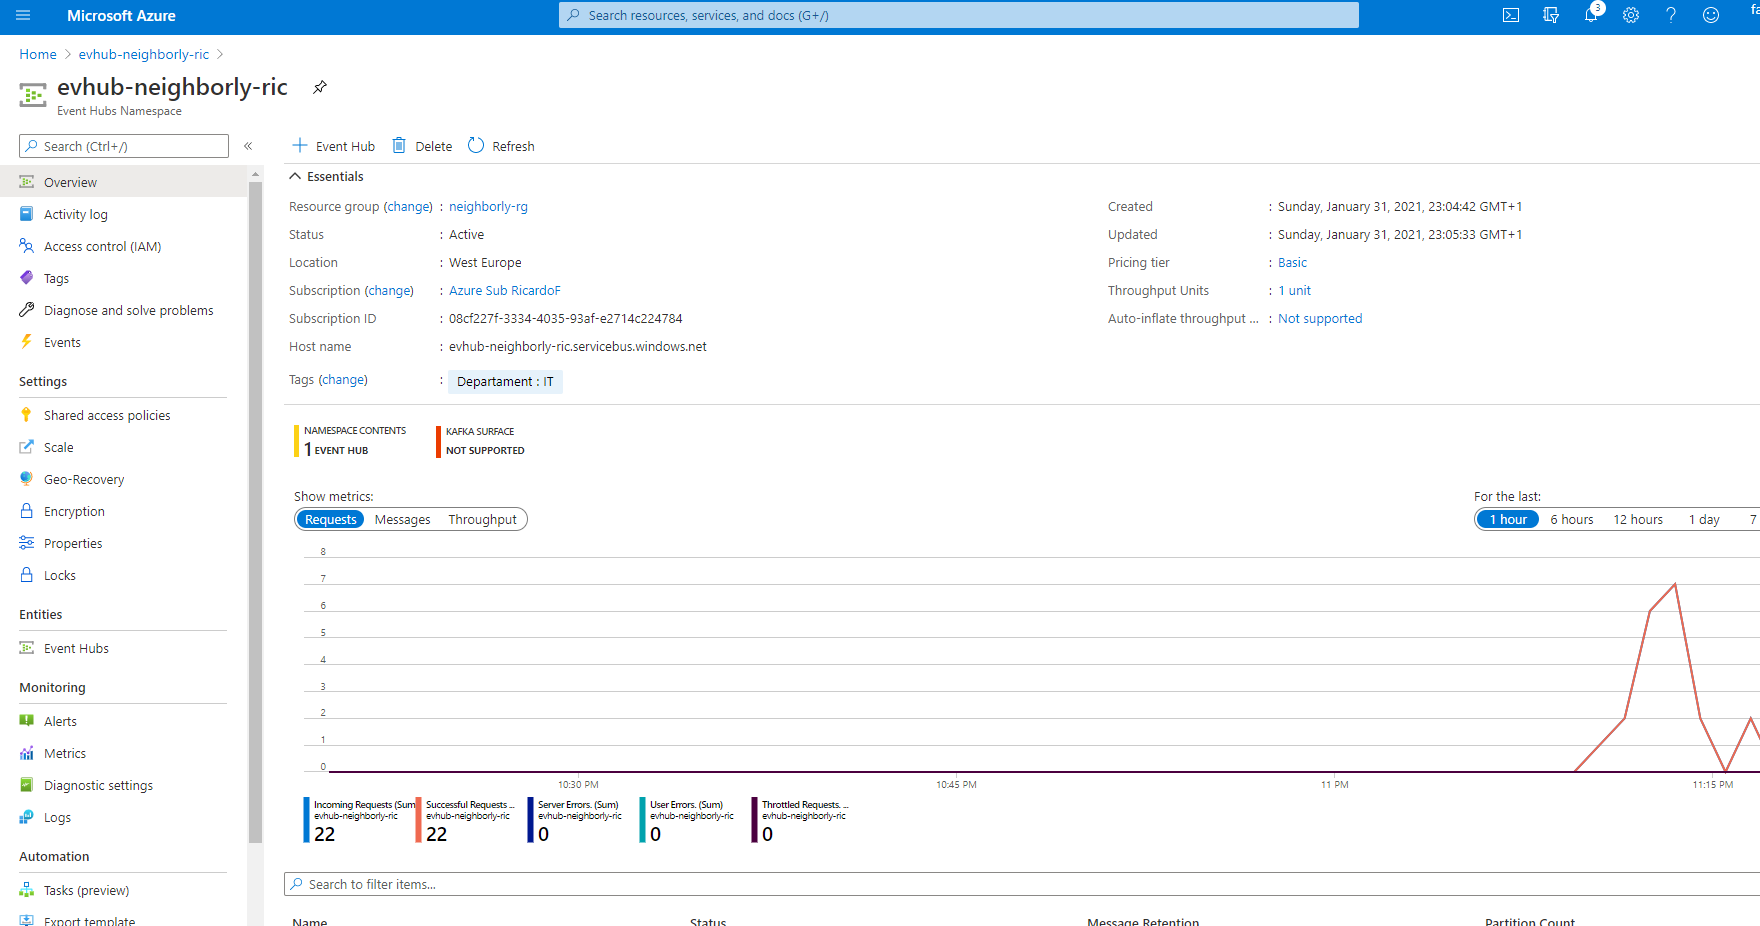 Microsoft Azure
Search resources, services, and docs (G+/)
3
fa
Home > evhub-neighborly-ric >
evhub-neighborly-ric
Event Hubs Namespace
Search (Ctrl+/)
«
Overview
Activity log
Access control (IAM)
Tags
Diagnose and solve problems
Events
Settings
Shared access policies
Scale
Geo-Recovery
Encryption
Properties
Locks
Entities
Event Hubs
Monitoring
Alerts
Metrics
Diagnostic settings
Logs
Automation
Tasks (preview)
Export template
Event Hub Delete Refresh
Essentials
Resource group (change) : neighborly-rg
Status : Active
Location : West Europe
Subscription (change) : Azure Sub RicardoF
Subscription ID : 08cf227f-3334-4035-93af-e2714c224784
Host name : evhub-neighborly-ric.servicebus.windows.net
Tags (change) : Departament : IT
Created : Sunday, January 31, 2021, 23:04:42 GMT+1
Updated : Sunday, January 31, 2021, 23:05:33 GMT+1
Pricing tier : Basic
Throughput Units : 1 unit
Auto-inflate throughput ... : Not supported
NAMESPACE CONTENTS
1 EVENT HUB
KAFKA SURFACE
NOT SUPPORTED
Show metrics:
Requests Messages Throughput
For the last:
1 hour 6 hours 12 hours 1 day 7
8
7
6
5
4
3
2
1
0
10:30 PM 10:45 PM 11 PM 11:15 PM
Incoming Requests (Sum
evhub-neighborly-ric
22
Successful Requests ...
evhub-neighborly-ric
22
Server Errors. (Sum)
evhub-neighborly-ric
0
User Errors. (Sum)
evhub-neighborly-ric
0
Throttled Requests. ...
evhub-neighborly-ric
0
Search to filter items...
Name Status Message Retention Partition Count